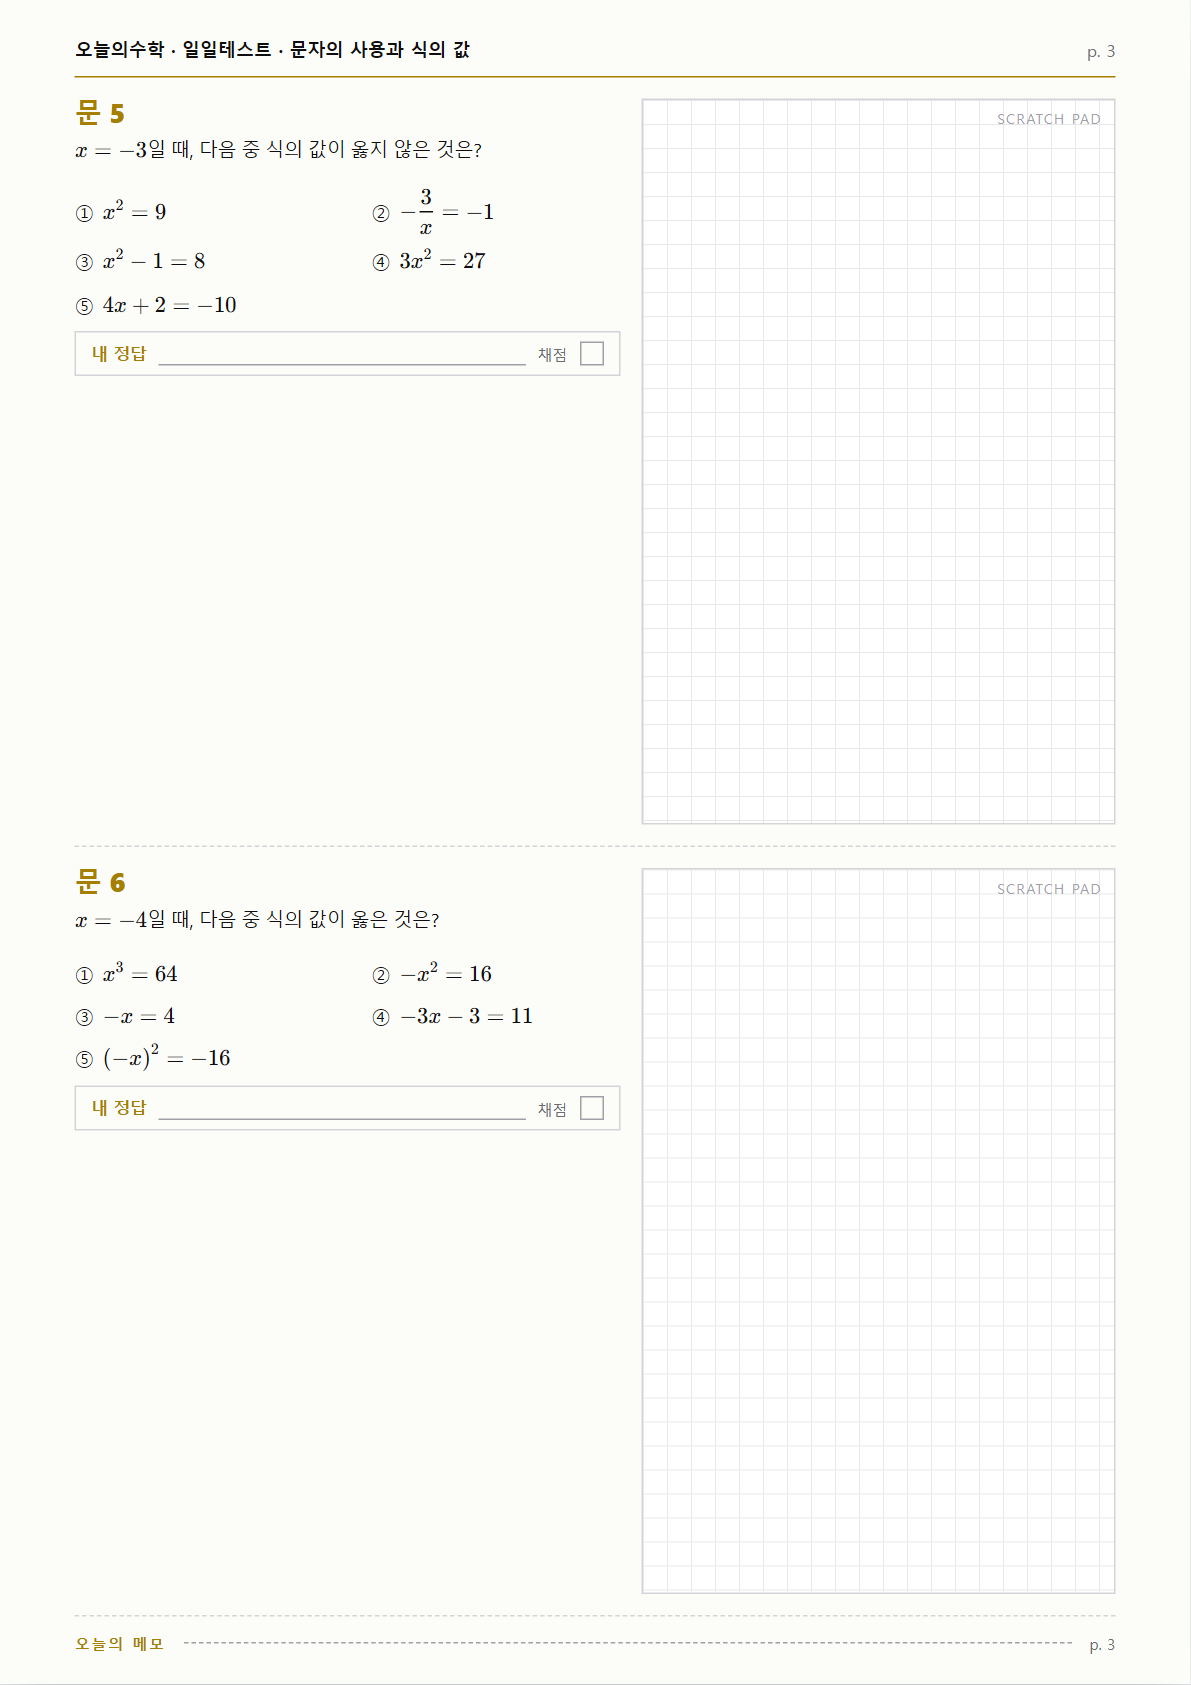 오늘의수학 · 일일테스트 · 문자의 사용과 식의 값 p. 3
문 5
x = −3일 때, 다음 중 식의 값이 옳지 않은 것은?
① x² = 9 ② −3/x = −1
③ x² − 1 = 8 ④ 3x² = 27
⑤ 4x + 2 = −10
내 정답 채점
SCRATCH PAD
문 6
x = −4일 때, 다음 중 식의 값이 옳은 것은?
① x³ = 64 ② −x² = 16
③ −x = 4 ④ −3x − 3 = 11
⑤ (−x)² = −16
내 정답 채점
SCRATCH PAD
오늘의 메모 p. 3